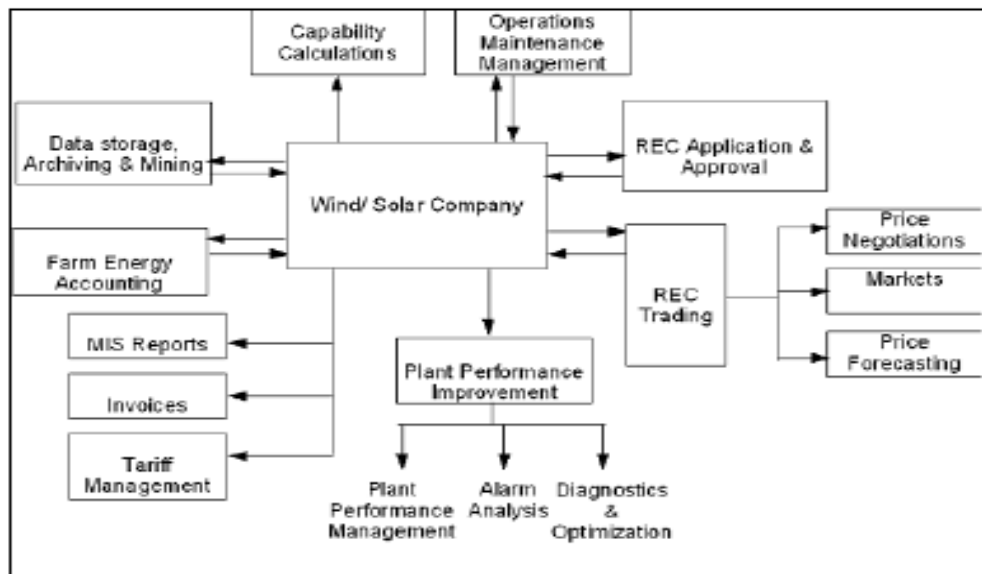 Capability
Calculations
Operations
Maintenance
Management
Data storage,
Archiving & Mining
REC Application &
Approval
Wind/ Solar Company
Farm Energy
Accounting
REC
Trading
Price
Negotiations
Markets
Price
Forecasting
MIS Reports
Invoices
Tariff
Management
Plant Performance
Improvement
Plant
Performance
Management
Alarm
Analysis
Diagnostics
&
Optimization